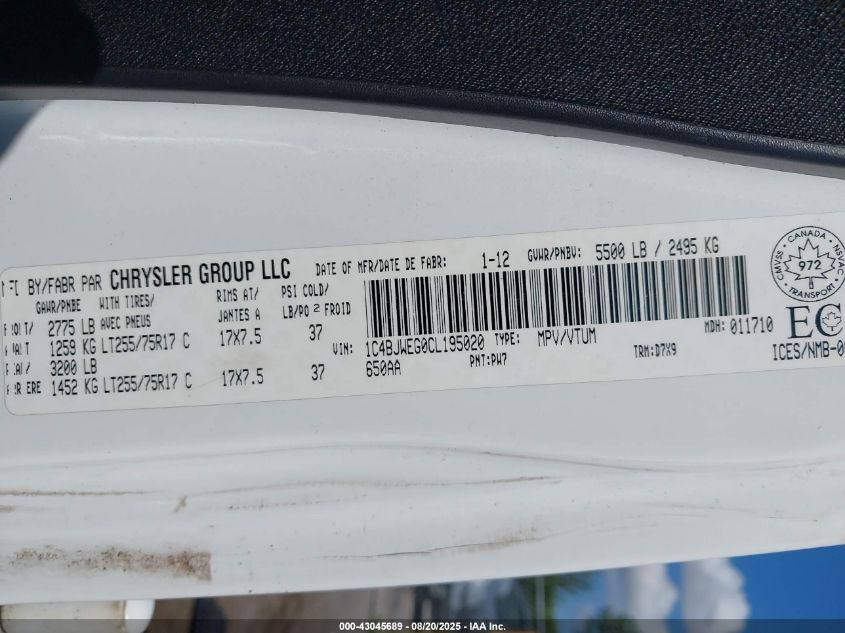 BY/FABR PAR CHRYSLER GROUP LLC DATE OF MFR/DATE DE FABR: 1-12 GVWR/PNBV: 5500 LB / 2495 KG
GAWR/PNBE WITH TIRES/ AVEC PNEUS RIMS AT/ JANTES A PSI COLD/ LB/PO 2 FROID
2775 LB
1259 KG LT255/75R17 C 17X7.5 37
3200 LB
1452 KG LT255/75R17 C 17X7.5 37
VIN: 1C4BJWEG0CL195020 TYPE: MPV/VTUM MDH: 011710
650AA PNT:PW7 TRM:D7X9
CMVSS - CANADA - NSVAC
972
TRANSPORT
EC
ICES/NMB-0
000-43045689 - 08/20/2025 - IAA Inc.